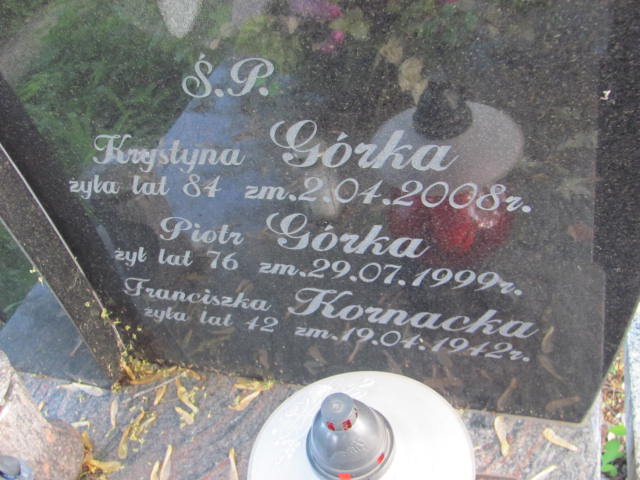 Ś.P.
Krystyna Górka
żyła lat 84 zm.2.04.2008r.
Piotr Górka
żył lat 76 zm.29.07.1999r.
Franciszka Kornacka
żyła lat 42 zm.19.04.1942r.